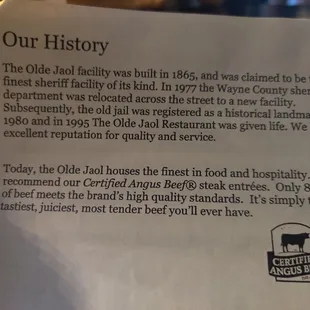 Our History
The Olde Jaol facility was built in 1865, and was claimed to be
finest sheriff facility of its kind. In 1977 the Wayne County
department was relocated across the street to a new facility.
Subsequently, the old jail was registered as a historical
1980 and in 1995 The Olde Jaol Restaurant was given life. We
excellent reputation for quality and service.
Today, the Olde Jaol houses the finest in food and hospitality.
recommend our Certified Angus Beef® steak entrées. Only 8
of beef meets the brand's high quality standards. It's simply
tastiest, juiciest, most tender beef you'll ever have.
CERTIFIE
ANGUS B